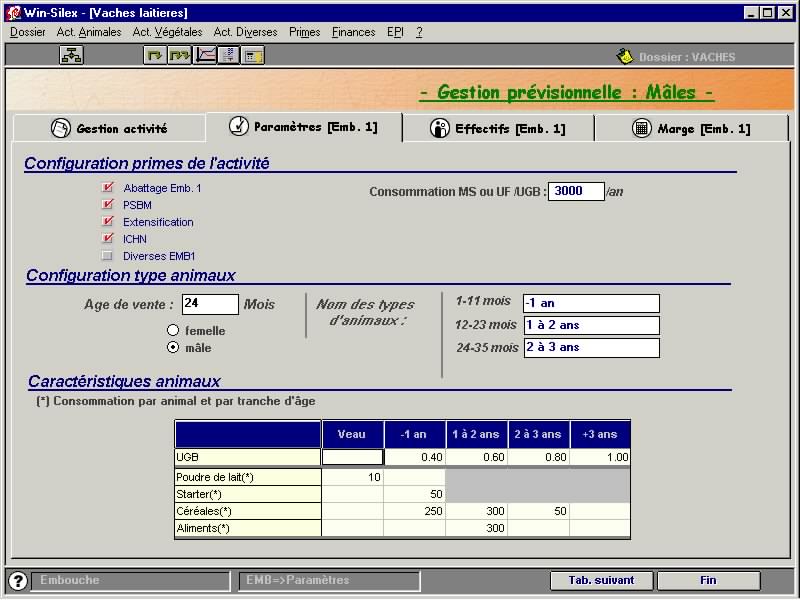 Win-Silex - [Vaches laitieres]
Dossier Act. Animales Act. Végétales Act. Diverses Primes Finances EPI ?
Dossier : VACHES
- Gestion prévisionnelle : Mâles -
Gestion activité Paramètres [Emb. 1] Effectifs [Emb. 1] Marge [Emb. 1]
Configuration primes de l'activité
Abattage Emb. 1
Consommation MS ou UF /UGB : 3000 /an
PSBM
Extensification
ICHN
Diverses EMB1
Configuration type animaux
Age de vente : 24 Mois
femelle
mâle
Nom des types
d'animaux :
1-11 mois -1 an
12-23 mois 1 à 2 ans
24-35 mois 2 à 3 ans
Caractéristiques animaux
(*) Consommation par animal et par tranche d'âge
Veau -1 an 1 à 2 ans 2 à 3 ans +3 ans
UGB 0.40 0.60 0.80 1.00
Poudre de lait(*) 10
Starter(*) 50
Céréales(*) 250 300 50
Aliments(*) 300
? Embouche EMB=>Paramètres Tab. suivant Fin